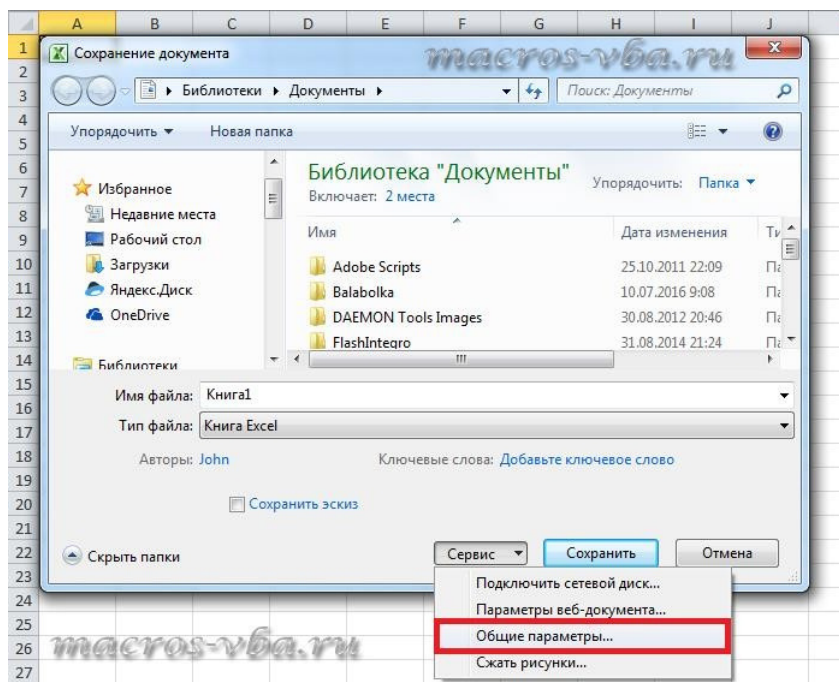 A B C D E F G H I J
1
2
3
4
5
6
7
8
9
10
11
12
13
14
15
16
17
18
19
20
21
22
23
24
25
26
27
Сохранение документа
macros-vba.ru
Библиотеки Документы
Поиск: Документы
Упорядочить Новая папка
Избранное
Недавние места
Рабочий стол
Загрузки
Яндекс.Диск
OneDrive
Библиотеки
Библиотека "Документы"
Включает: 2 места
Упорядочить: Папка
Имя Дата изменения
Adobe Scripts 25.10.2011 22:09
Balabolka 10.07.2016 9:08
DAEMON Tools Images 30.08.2012 20:46
FlashIntegro 31.08.2014 21:24
Имя файла: Книга1
Тип файла: Книга Excel
Авторы: John Ключевые слова: Добавьте ключевое слово
Сохранить эскиз
Скрыть папки Сервис Сохранить Отмена
Подключить сетевой диск...
Параметры веб-документа...
Общие параметры...
Сжать рисунки...
macros-vba.ru